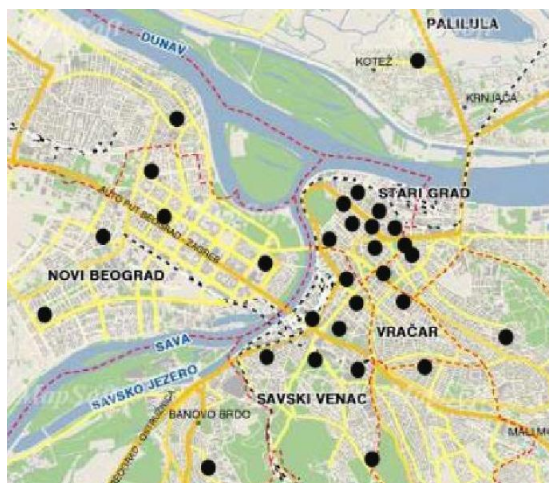 PALILULA
DUNAV
KOTEŽ
KRNJAČA
STARI GRAD
AUTO PUT BEOGRAD - ZAGREB
NOVI BEOGRAD
VRAČAR
SAVA
SAVSKO JEZERO
SAVSKI VENAC
BANOVO BRDO